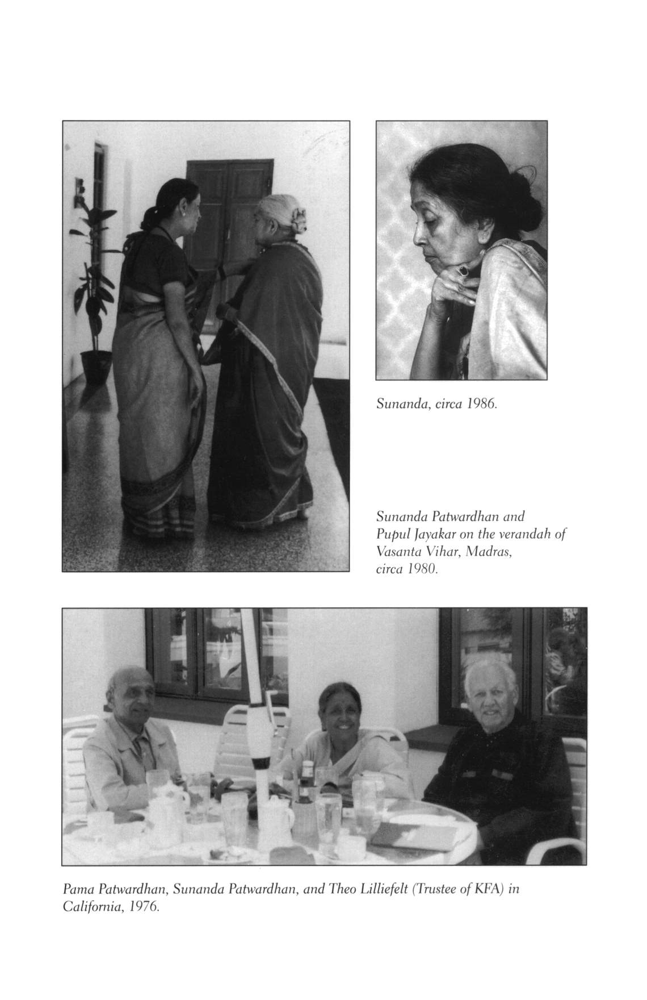 Sunanda, circa 1986.
Sunanda Patwardhan and
Pupul Jayakar on the verandah of
Vasanta Vihar, Madras,
circa 1980.
Pama Patwardhan, Sunanda Patwardhan, and Theo Lilliefelt (Trustee of KFA) in
California, 1976.